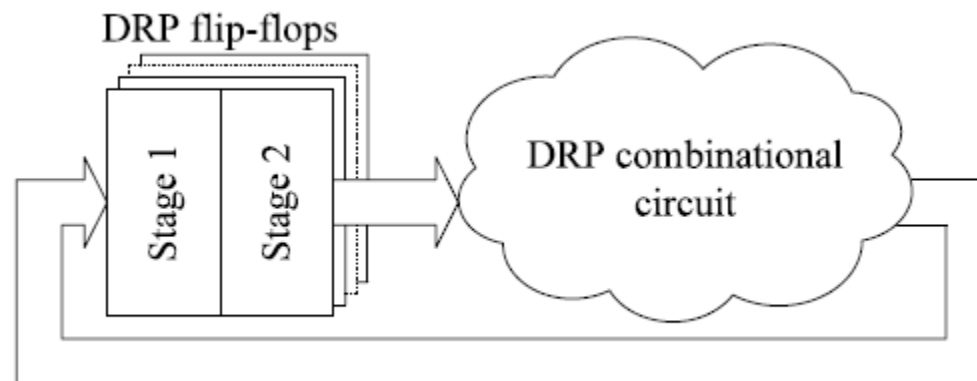 DRP flip-flops
Stage 1
Stage 2
DRP combinational
circuit